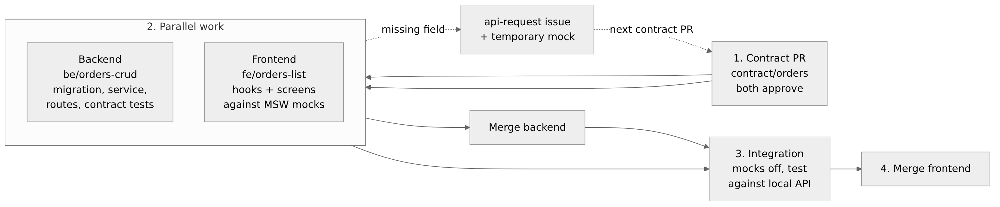 2. Parallel work
Backend
be/orders-crud
migration, service,
routes, contract tests
Frontend
fe/orders-list
hooks + screens
against MSW mocks
missing field
api-request issue
+ temporary mock
next contract PR
1. Contract PR
contract/orders
both approve
Merge backend
3. Integration
mocks off, test
against local API
4. Merge frontend